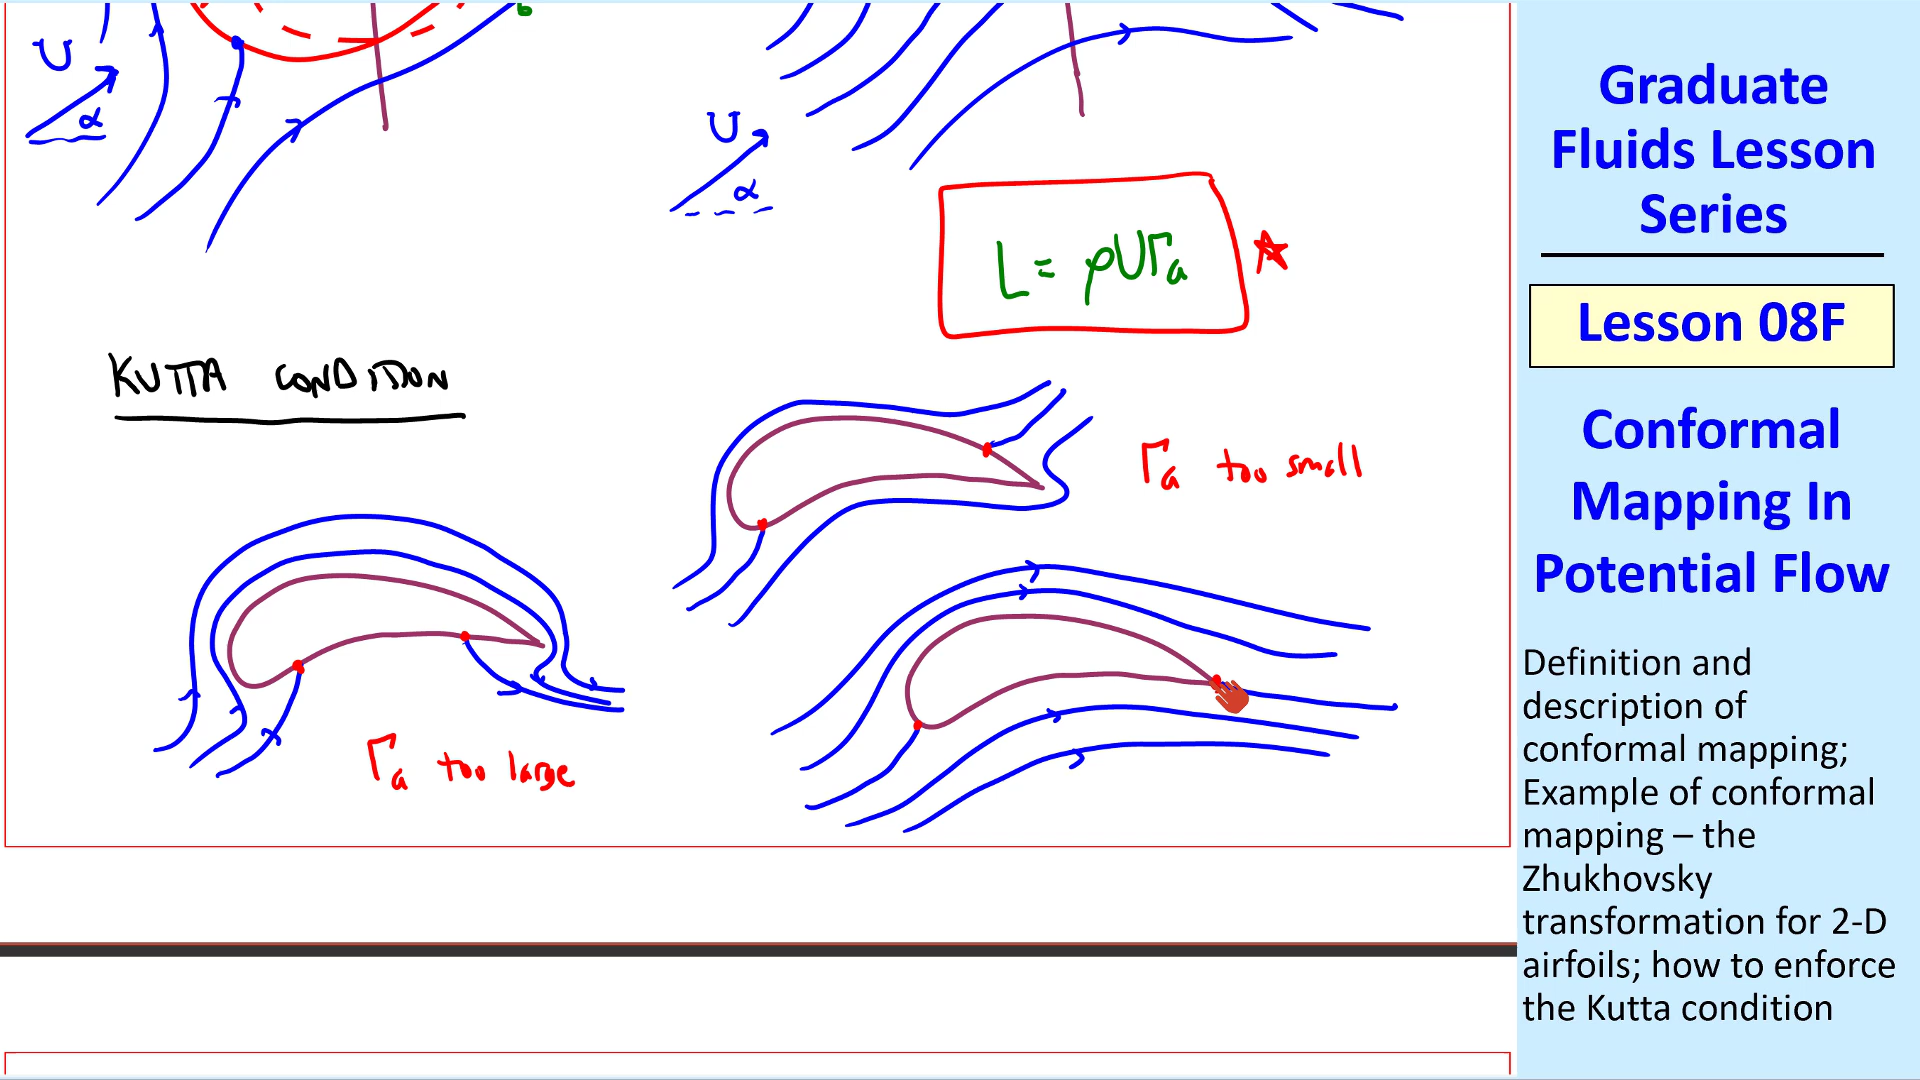 U
α
U
α
L = ρUΓa
KUTTA CONDITION
Γa too small
Γa too large
Graduate
Fluids Lesson
Series
Lesson 08F
Conformal
Mapping In
Potential Flow
Definition and
description of
conformal mapping;
Example of conformal
mapping – the
Zhukhovsky
transformation for 2-D
airfoils; how to enforce
the Kutta condition